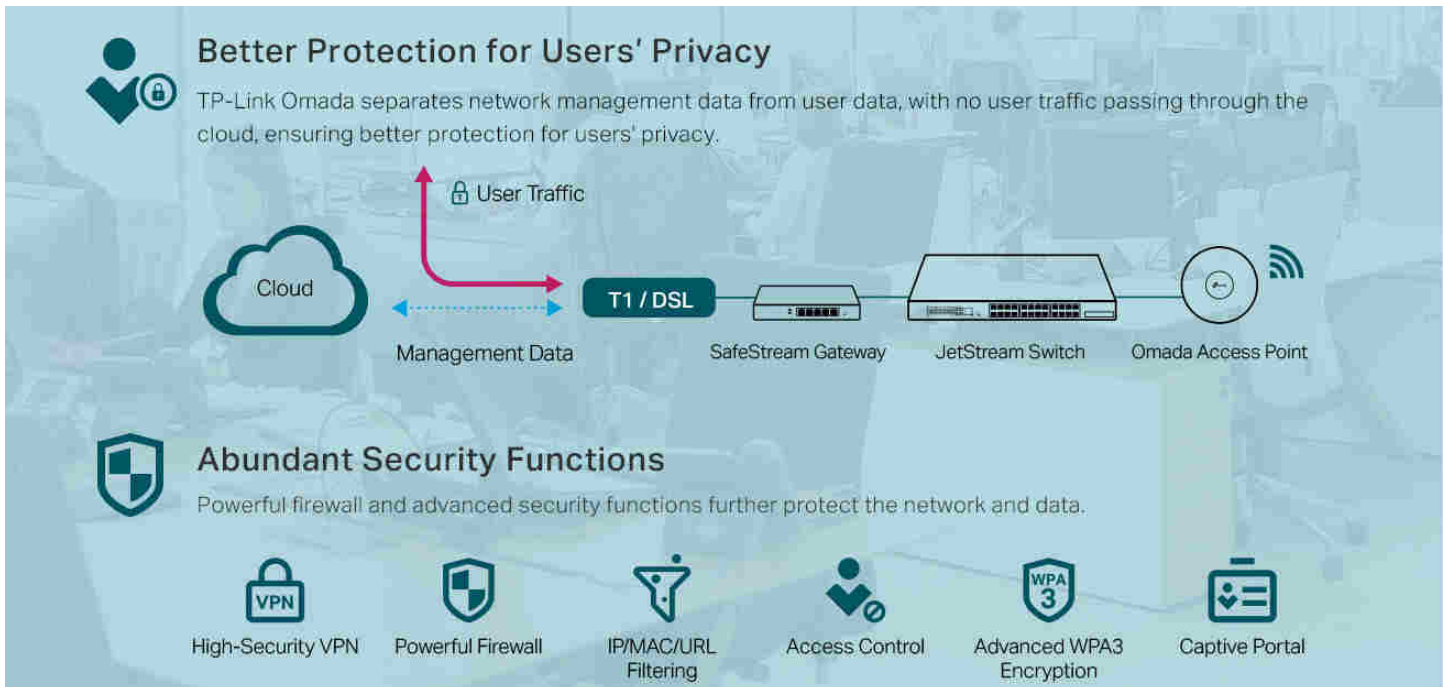 Better Protection for Users' Privacy
TP-Link Omada separates network management data from user data, with no user traffic passing through the
cloud, ensuring better protection for users' privacy.
User Traffic
Cloud
T1 / DSL
Management Data
SafeStream Gateway
JetStream Switch
Omada Access Point
Abundant Security Functions
Powerful firewall and advanced security functions further protect the network and data.
VPN
WPA
3
High-Security VPN
Powerful Firewall
IP/MAC/URL
Filtering
Access Control
Advanced WPA3
Encryption
Captive Portal